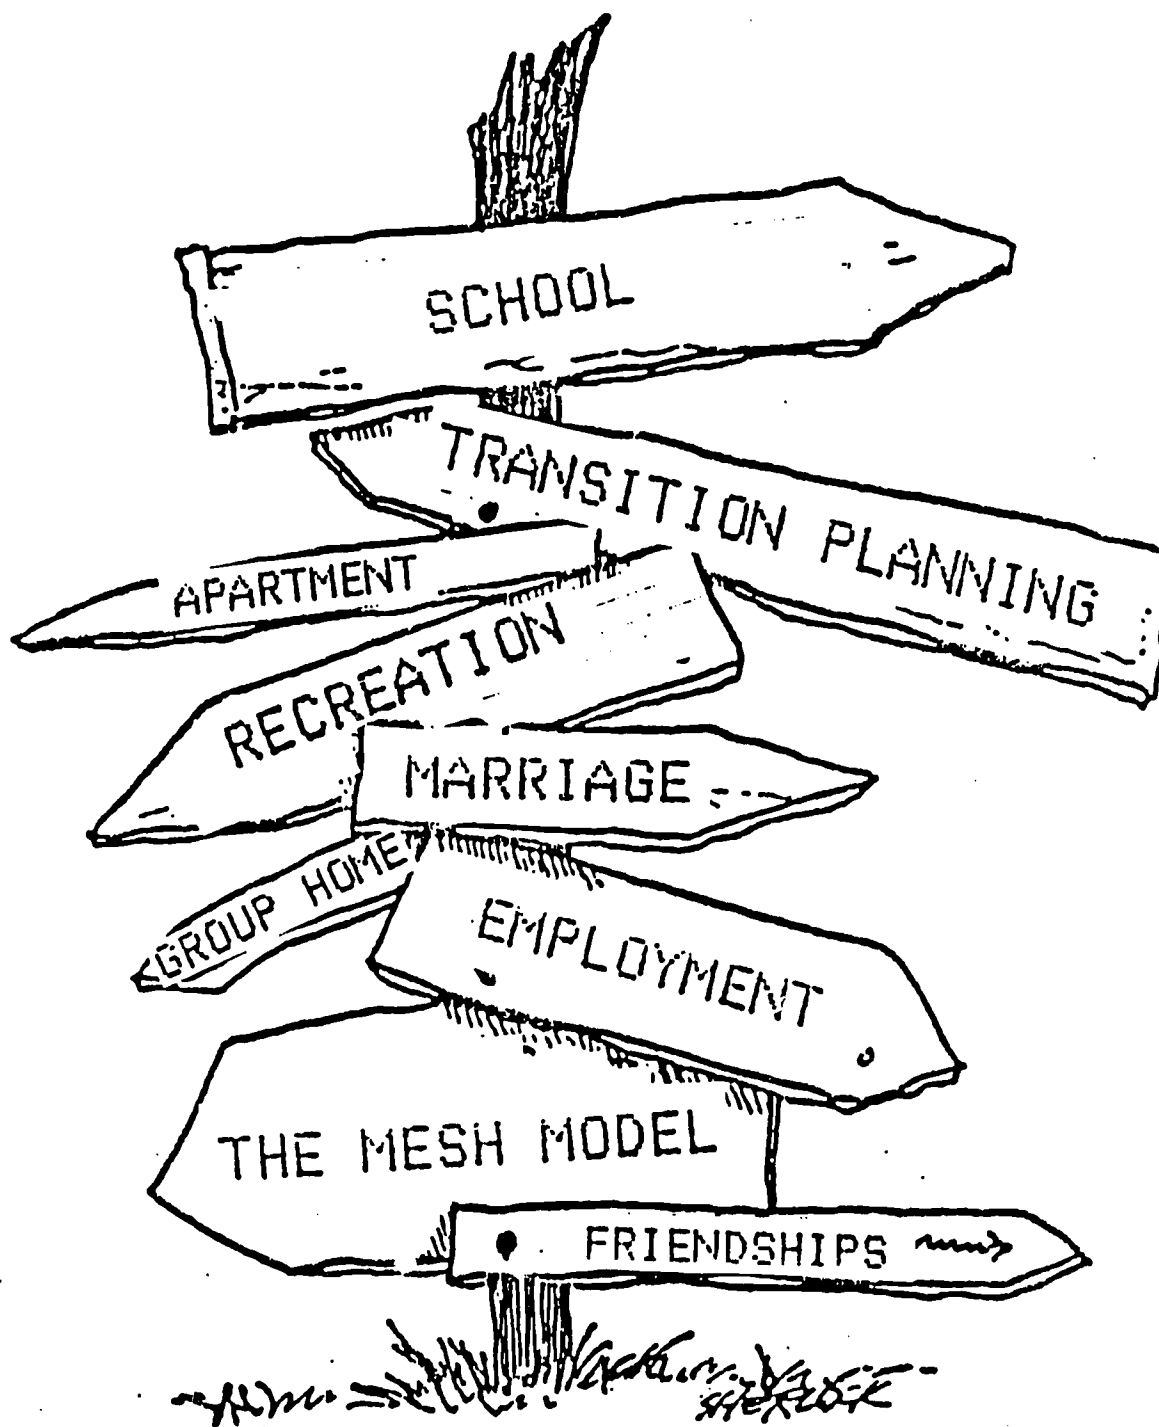 SCHOOL
TRANSITION PLANNING
APARTMENT
RECREATION
MARRIAGE
GROUP HOME
EMPLOYMENT
THE MESH MODEL
FRIENDSHIPS